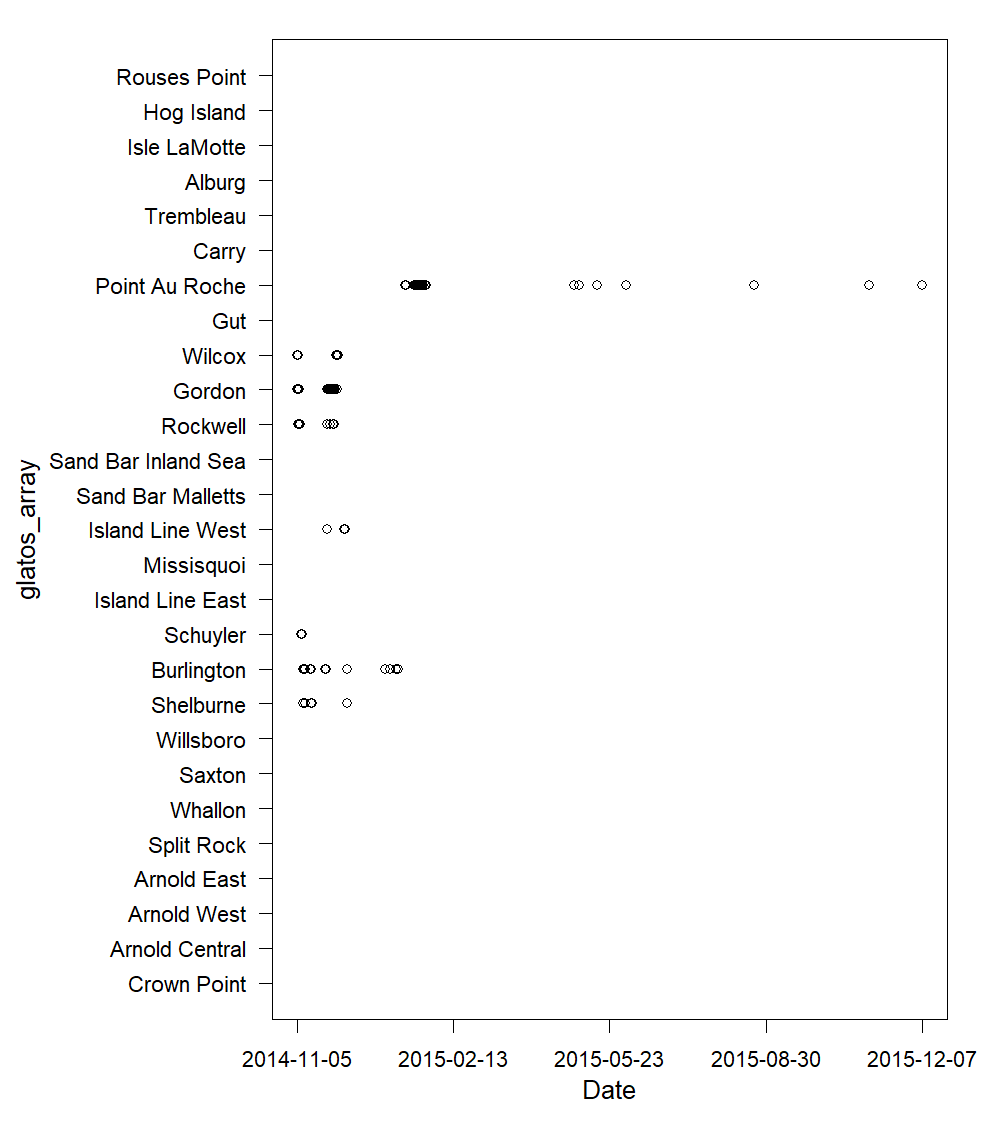 Rouses Point
Hog Island
Isle LaMotte
Alburg
Trembleau
Carry
Point Au Roche
Gut
Wilcox
Gordon
Rockwell
Sand Bar Inland Sea
Sand Bar Malletts
Island Line West
Missisquoi
Island Line East
Schuyler
Burlington
Shelburne
Willsboro
Saxton
Whallon
Split Rock
Arnold East
Arnold West
Arnold Central
Crown Point
glatos_array
2014-11-05 2015-02-13 2015-05-23 2015-08-30 2015-12-07
Date